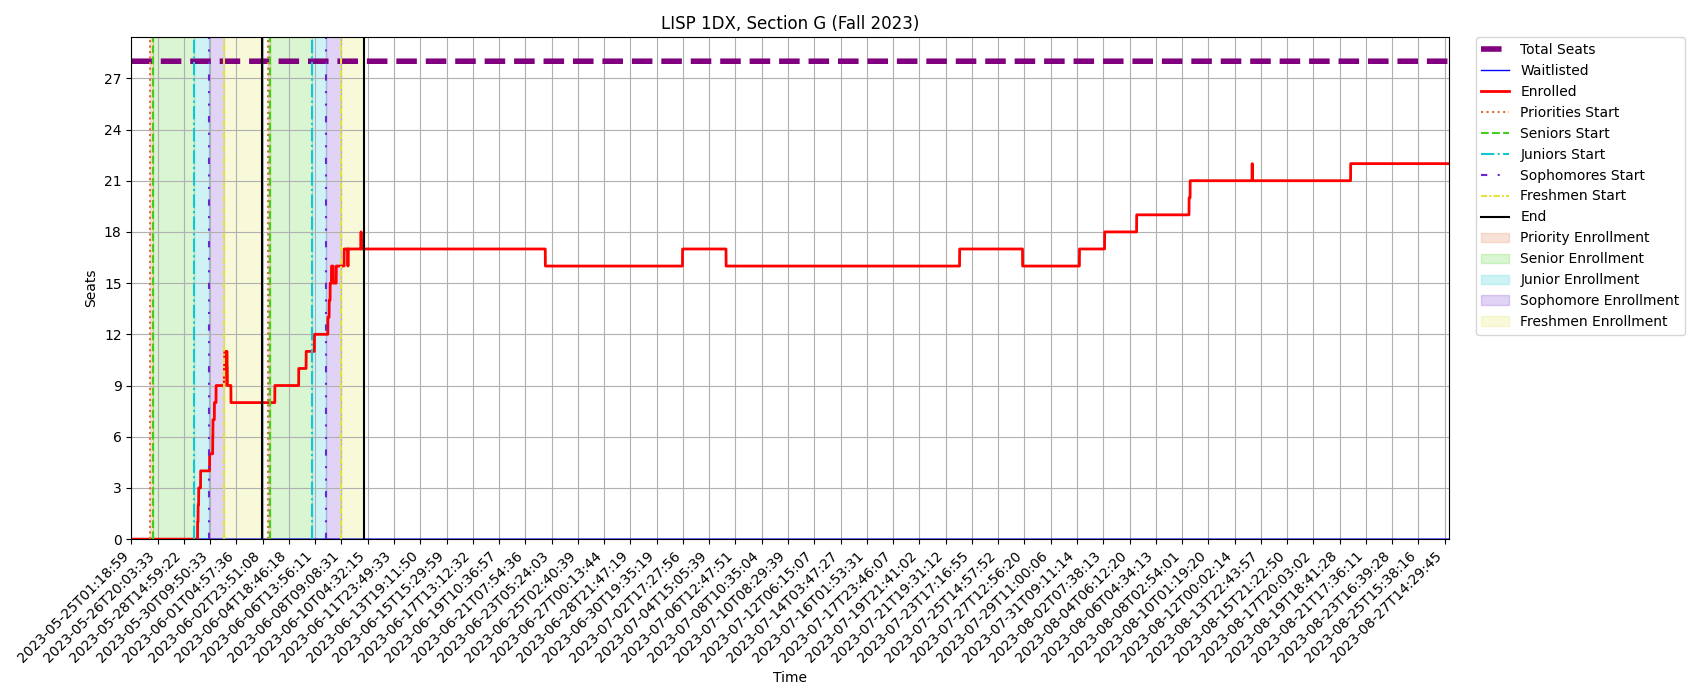 LISP 1DX, Section G (Fall 2023)
Seats
27
24
21
18
15
12
9
6
3
0
2023-05-25T01:18:59
2023-05-26T20:03:33
2023-05-28T14:59:22
2023-05-30T09:50:33
2023-06-01T04:57:36
2023-06-02T23:51:08
2023-06-04T18:46:18
2023-06-06T13:56:11
2023-06-08T09:08:31
2023-06-10T04:32:15
2023-06-11T23:49:33
2023-06-13T19:11:50
2023-06-15T15:29:59
2023-06-17T13:12:32
2023-06-19T10:36:57
2023-06-21T07:54:36
2023-06-23T05:24:03
2023-06-25T02:40:39
2023-06-27T00:13:44
2023-06-28T21:47:19
2023-06-30T19:35:19
2023-07-02T17:27:56
2023-07-04T15:05:39
2023-07-06T12:47:51
2023-07-08T10:35:04
2023-07-10T08:29:39
2023-07-12T06:15:07
2023-07-14T03:47:27
2023-07-16T01:53:31
2023-07-17T23:46:07
2023-07-19T21:41:02
2023-07-21T19:31:12
2023-07-23T17:16:55
2023-07-25T14:57:52
2023-07-27T12:56:20
2023-07-29T11:00:06
2023-07-31T09:11:14
2023-08-02T07:38:13
2023-08-04T06:12:20
2023-08-06T04:34:13
2023-08-08T02:54:01
2023-08-10T01:19:20
2023-08-12T00:02:14
2023-08-13T22:43:57
2023-08-15T21:22:50
2023-08-17T20:03:02
2023-08-19T18:41:28
2023-08-21T17:36:11
2023-08-23T16:39:28
2023-08-25T15:38:16
2023-08-27T14:29:45
Time
Total Seats
Waitlisted
Enrolled
Priorities Start
Seniors Start
Juniors Start
Sophomores Start
Freshmen Start
End
Priority Enrollment
Senior Enrollment
Junior Enrollment
Sophomore Enrollment
Freshmen Enrollment